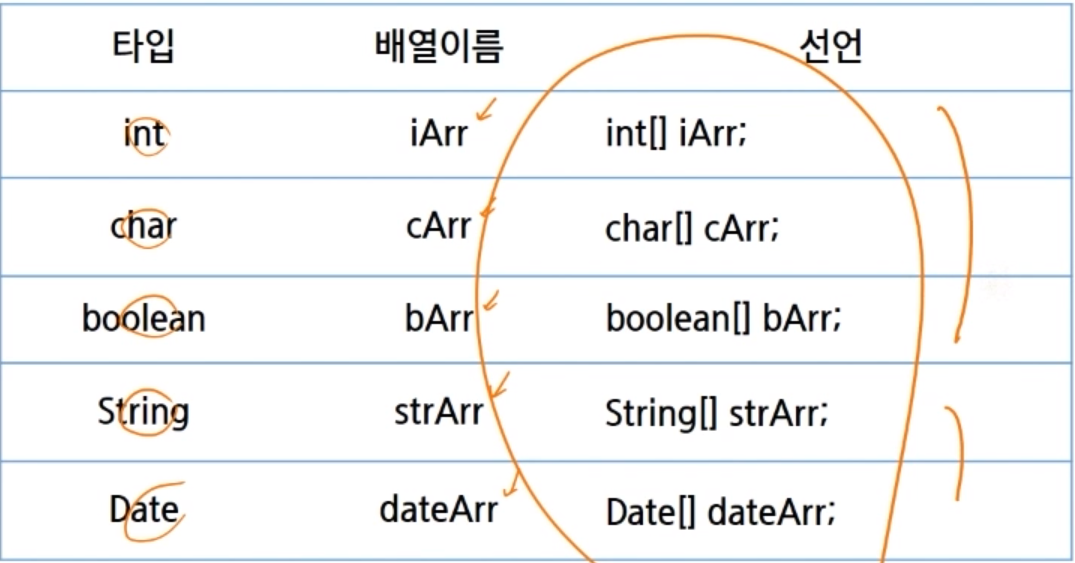 타입 배열이름 선언
int iArr int[] iArr;
char cArr char[] cArr;
boolean bArr boolean[] bArr;
String strArr String[] strArr;
Date dateArr Date[] dateArr;